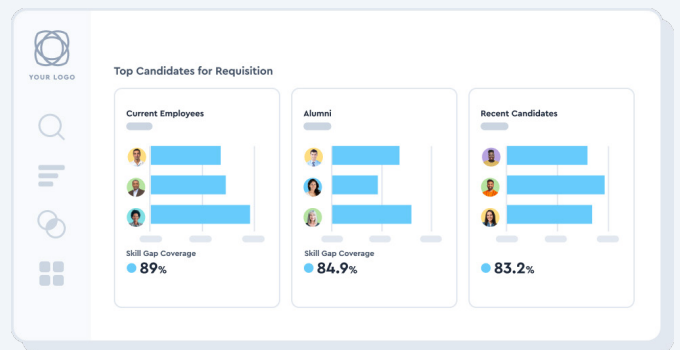 YOUR LOGO
Top Candidates for Requisition
Current Employees
Alumni
Recent Candidates
Skill Gap Coverage
89%
Skill Gap Coverage
84.9%
83.2%